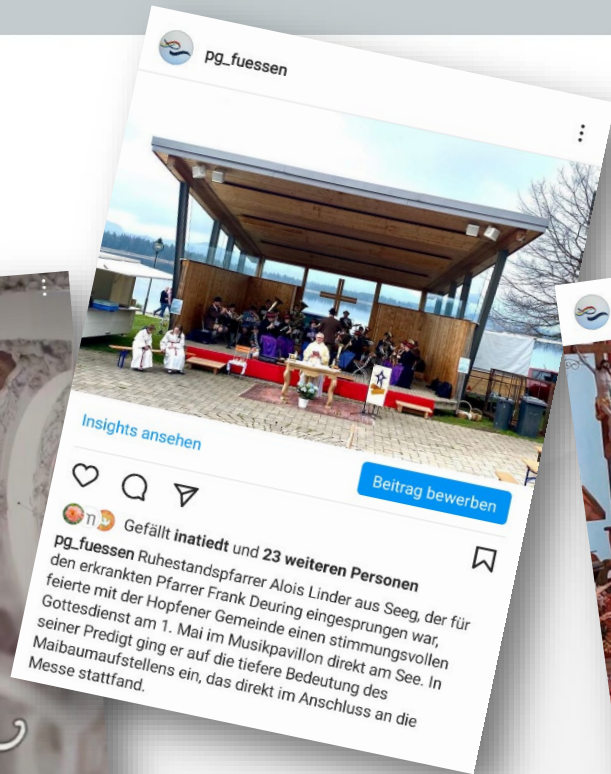 pg_fuessen
Insights ansehen
Beitrag bewerben
Gefällt inatiedt und 23 weiteren Personen
pg_fuessen Ruhestandspfarrer Alois Linder aus Seeg, der für
den erkrankten Pfarrer Frank Deuring eingesprungen war,
feierte mit der Hopfener Gemeinde einen stimmungsvollen
Gottesdienst am 1. Mai im Musikpavillon direkt am See. In
seiner Predigt ging er auf die tiefere Bedeutung des
Maibaumaufstellens ein, das direkt im Anschluss an die
Messe stattfand.